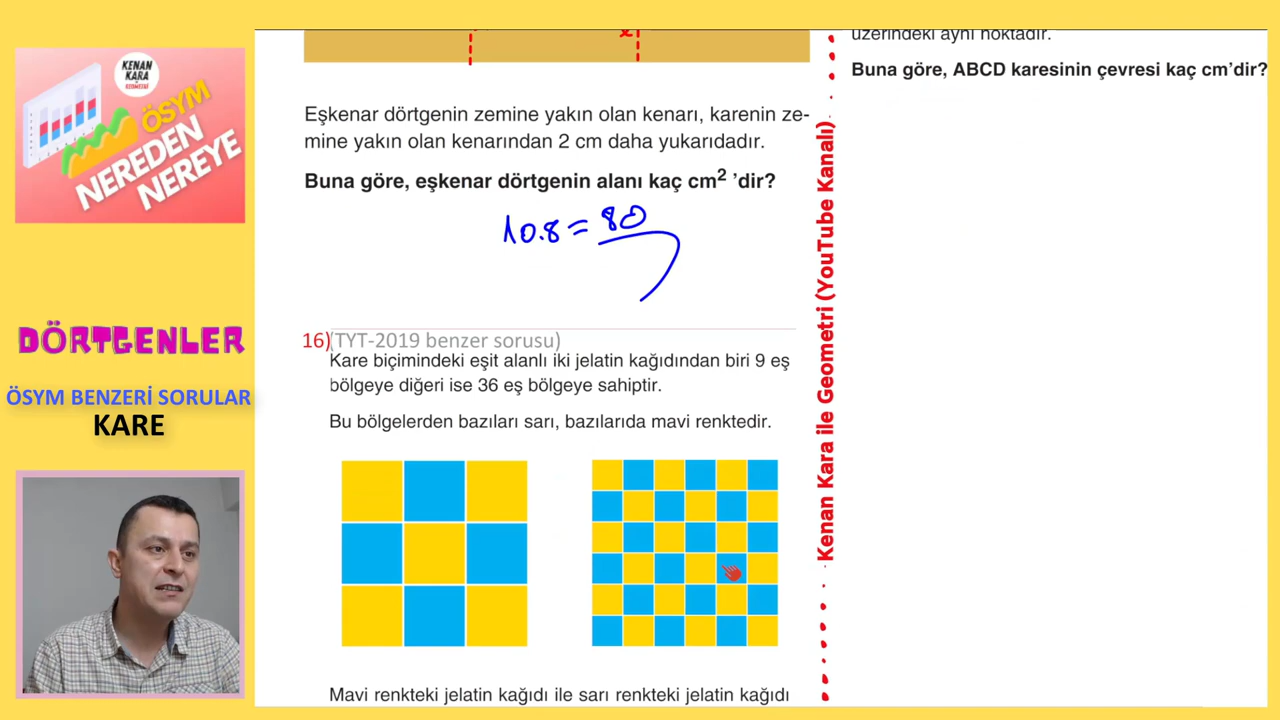 KENAN
KARA
GEOMETRİ
ÖSYM
NEREDEN
NEREYE
DÖRTGENLER
ÖSYM BENZERİ SORULAR
KARE
Eşkenar dörtgenin zemine yakın olan kenarı, karenin ze-
mine yakın olan kenarından 2 cm daha yukarıdadır.
Buna göre, eşkenar dörtgenin alanı kaç cm2 'dir?
10.8=80
16)(TYT-2019 benzer sorusu)
Kare biçimindeki eşit alanlı iki jelatin kağıdından biri 9 eş
bölgeye diğeri ise 36 eş bölgeye sahiptir.
Bu bölgelerden bazıları sarı, bazılarıda mavi renktedir.
Mavi renkteki jelatin kağıdı ile sarı renkteki jelatin kağıdı
Kenan Kara ile Geometri (YouTube Kanalı)
üzerindeki aynı noktadır.
Buna göre, ABCD karesinin çevresi kaç cm'dir?